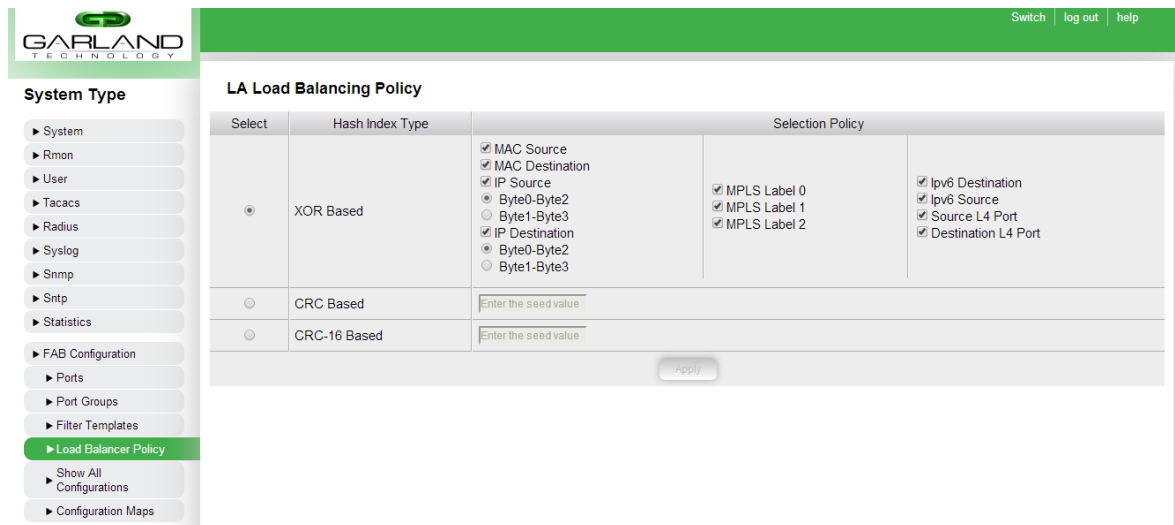 GARLAND
TECHNOLOGY
Switch
log out
help
System Type
System
Rmon
User
Tacacs
Radius
Syslog
Snmp
Sntp
Statistics
FAB Configuration
Ports
Port Groups
Filter Templates
Load Balancer Policy
Show All
Configurations
Configuration Maps
LA Load Balancing Policy
Select
Hash Index Type
Selection Policy
XOR Based
MAC Source
MAC Destination
IP Source
Byte0-Byte2
Byte1-Byte3
IP Destination
Byte0-Byte2
Byte1-Byte3
MPLS Label 0
MPLS Label 1
MPLS Label 2
Ipv6 Destination
Ipv6 Source
Source L4 Port
Destination L4 Port
CRC Based
Enter the seed value
CRC-16 Based
Enter the seed value
Apply